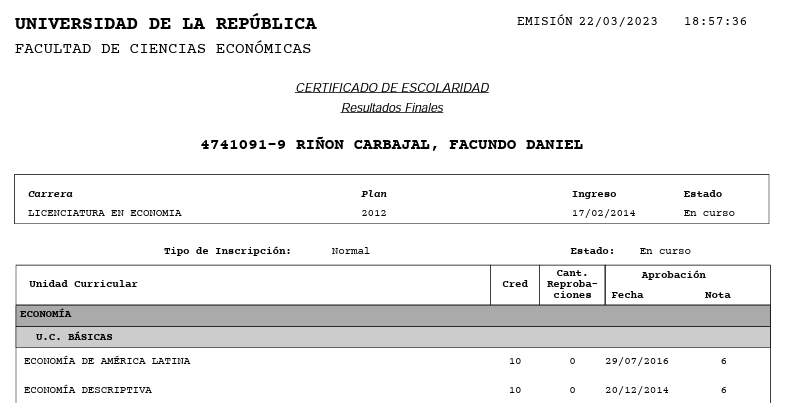 UNIVERSIDAD DE LA REPÚBLICA EMISIÓN 22/03/2023 18:57:36
FACULTAD DE CIENCIAS ECONÓMICAS
CERTIFICADO DE ESCOLARIDAD
Resultados Finales
4741091-9 RIÑON CARBAJAL, FACUNDO DANIEL
Carrera Plan Ingreso Estado
LICENCIATURA EN ECONOMIA 2012 17/02/2014 En curso
Tipo de Inscripción: Normal Estado: En curso
Unidad Curricular Cred Cant. Reproba- ciones Aprobación
Fecha Nota
ECONOMÍA
U.C. BÁSICAS
ECONOMÍA DE AMÉRICA LATINA 10 0 29/07/2016 6
ECONOMÍA DESCRIPTIVA 10 0 20/12/2014 6